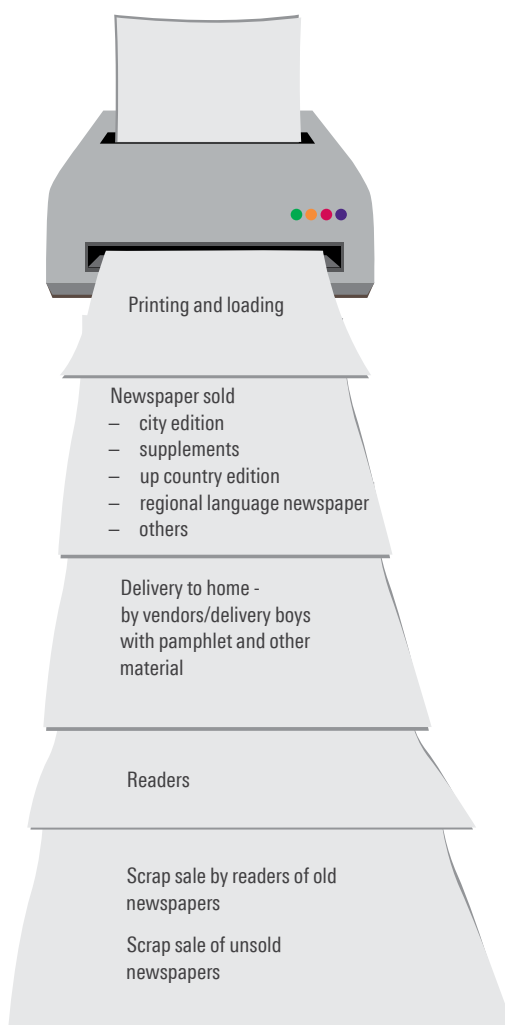 Printing and loading
Newspaper sold
– city edition
– supplements
– up country edition
– regional language newspaper
– others
Delivery to home -
by vendors/delivery boys
with pamphlet and other
material
Readers
Scrap sale by readers of old
newspapers
Scrap sale of unsold
newspapers